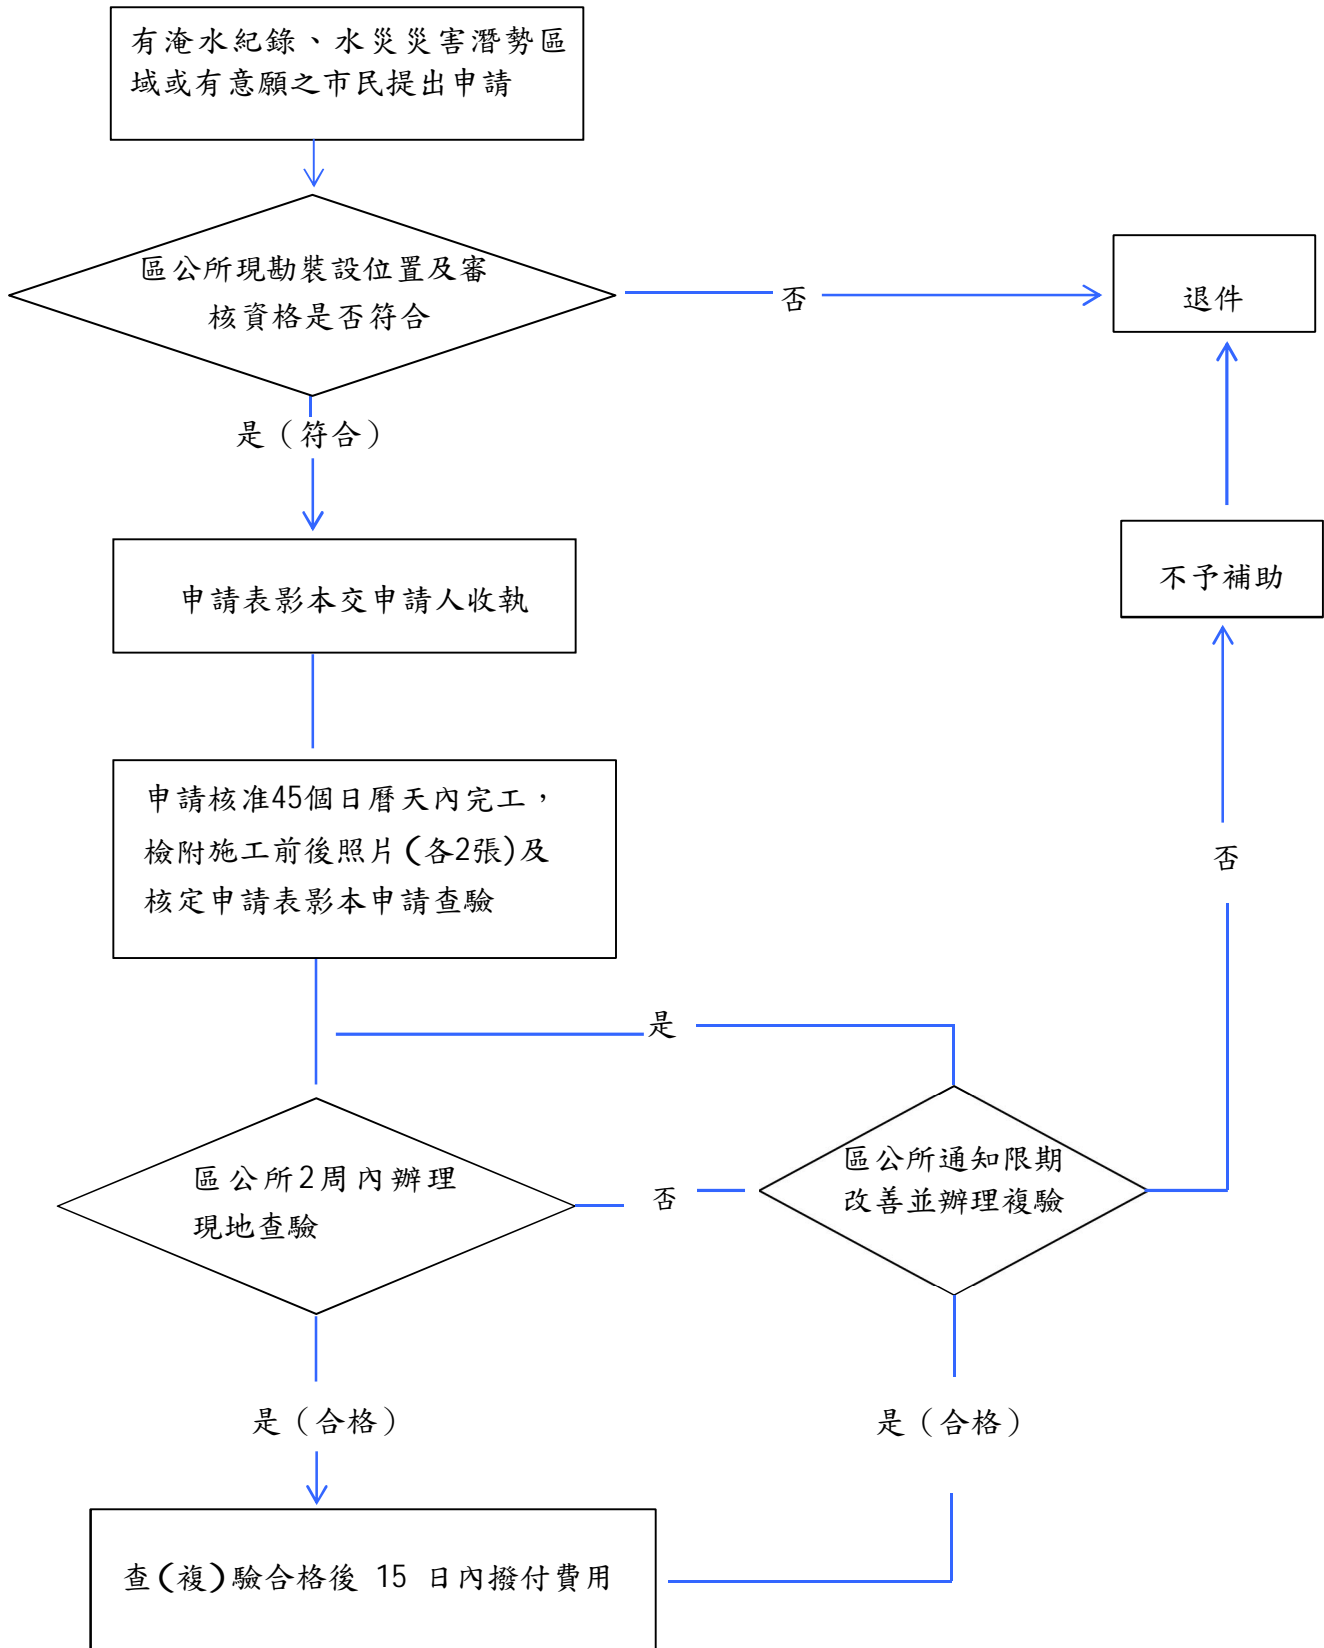 有淹水紀錄、水災災害潛勢區
域或有意願之市民提出申請
區公所現勘裝設位置及審
核資格是否符合
否
退件
是（符合）
申請表影本交申請人收執
不予補助
申請核准45個日曆天內完工，
檢附施工前後照片(各2張)及
核定申請表影本申請查驗
否
是
區公所2周內辦理
現地查驗
否
區公所通知限期
改善並辦理複驗
是（合格）
是（合格）
查(複)驗合格後 15 日內撥付費用